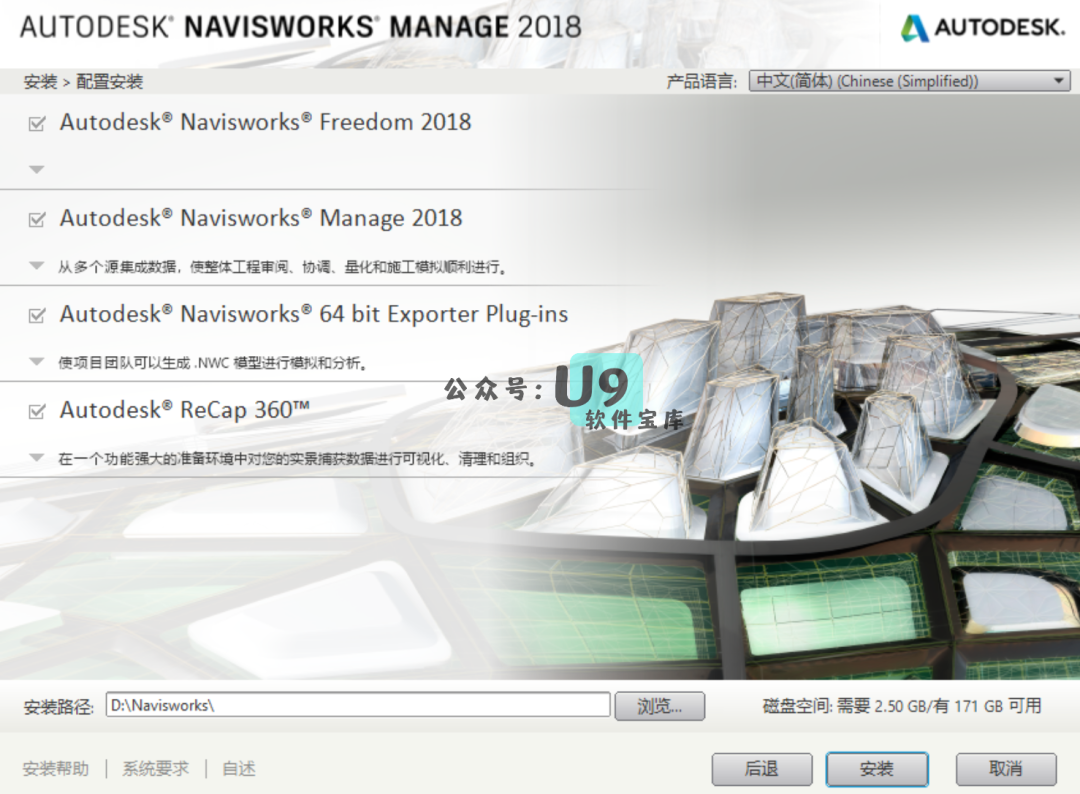 AUTODESK® NAVISWORKS® MANAGE 2018
AUTODESK.
安装 > 配置安装
产品语言: 中文(简体) (Chinese (Simplified))
Autodesk® Navisworks® Freedom 2018
Autodesk® Navisworks® Manage 2018
从多个源集成数据，使整体工程审阅、协调、量化和施工模拟顺利进行。
Autodesk® Navisworks® 64 bit Exporter Plug-ins
使项目团队可以生成 .NWC 模型进行模拟和分析。
公众号: U9
软件宝库
Autodesk® ReCap 360™
在一个功能强大的准备环境中对您的实景捕获数据进行可视化、清理和组织。
安装路径: D:\Navisworks\ 浏览... 磁盘空间: 需要 2.50 GB/有 171 GB 可用
安装帮助 | 系统要求 | 自述 后退 安装 取消